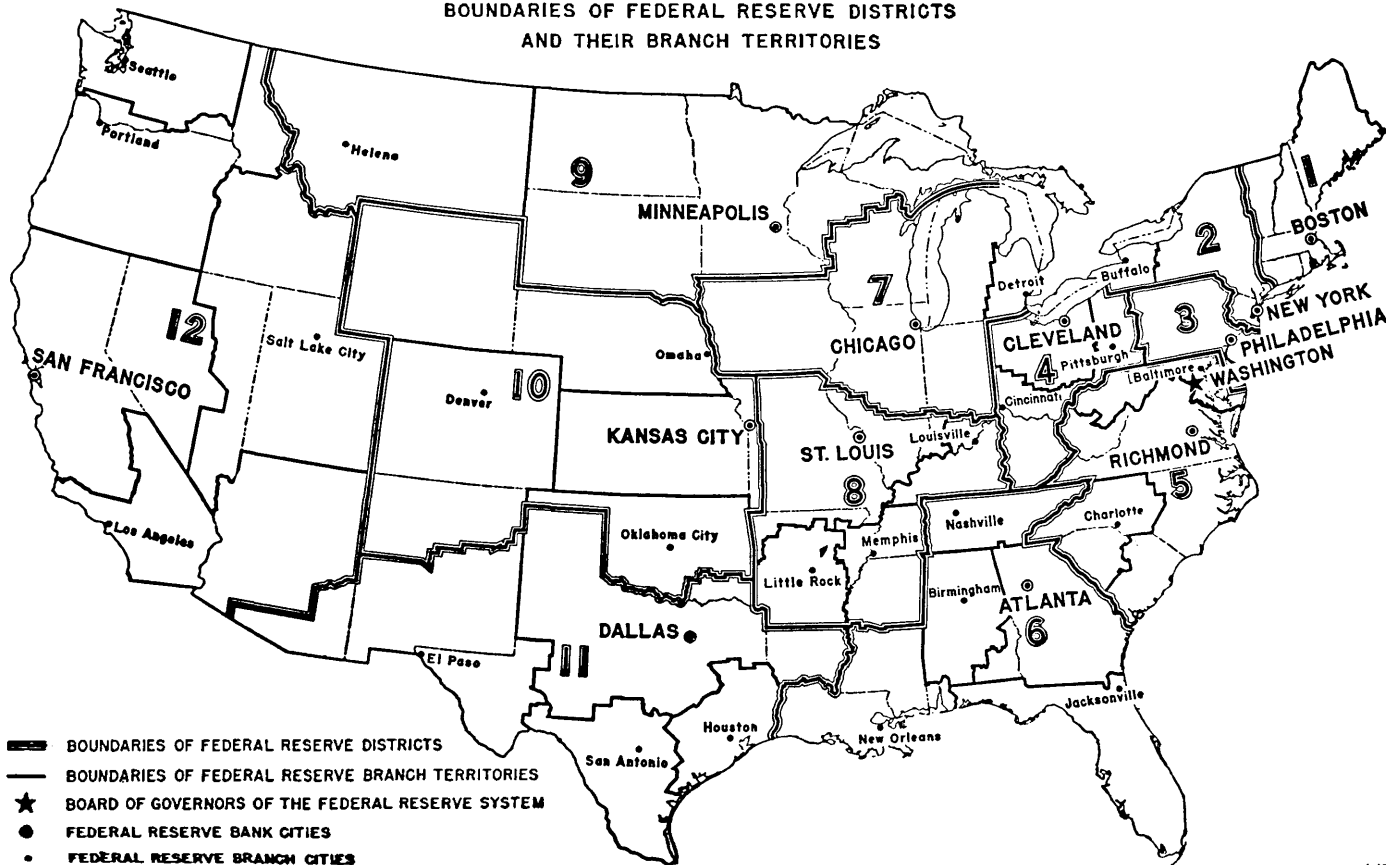 BOUNDARIES OF FEDERAL RESERVE DISTRICTS
AND THEIR BRANCH TERRITORIES
Seattle
Portland
Helena
9
MINNEAPOLIS
1
BOSTON
2
Buffalo
Detroit
7
NEW YORK
3
PHILADELPHIA
CLEVELAND
CHICAGO
4
Pittsburgh
WASHINGTON
Baltimore
12
Salt Lake City
SAN FRANCISCO
Omaha
10
Denver
Cincinnati
KANSAS CITY
ST. LOUIS
Louisville
RICHMOND
8
5
Los Angeles
Oklahoma City
Nashville
Charlotte
Memphis
Little Rock
Birmingham
ATLANTA
6
DALLAS
11
El Paso
Jacksonville
Houston
New Orleans
San Antonio
BOUNDARIES OF FEDERAL RESERVE DISTRICTS
BOUNDARIES OF FEDERAL RESERVE BRANCH TERRITORIES
BOARD OF GOVERNORS OF THE FEDERAL RESERVE SYSTEM
FEDERAL RESERVE BANK CITIES
FEDERAL RESERVE BRANCH CITIES